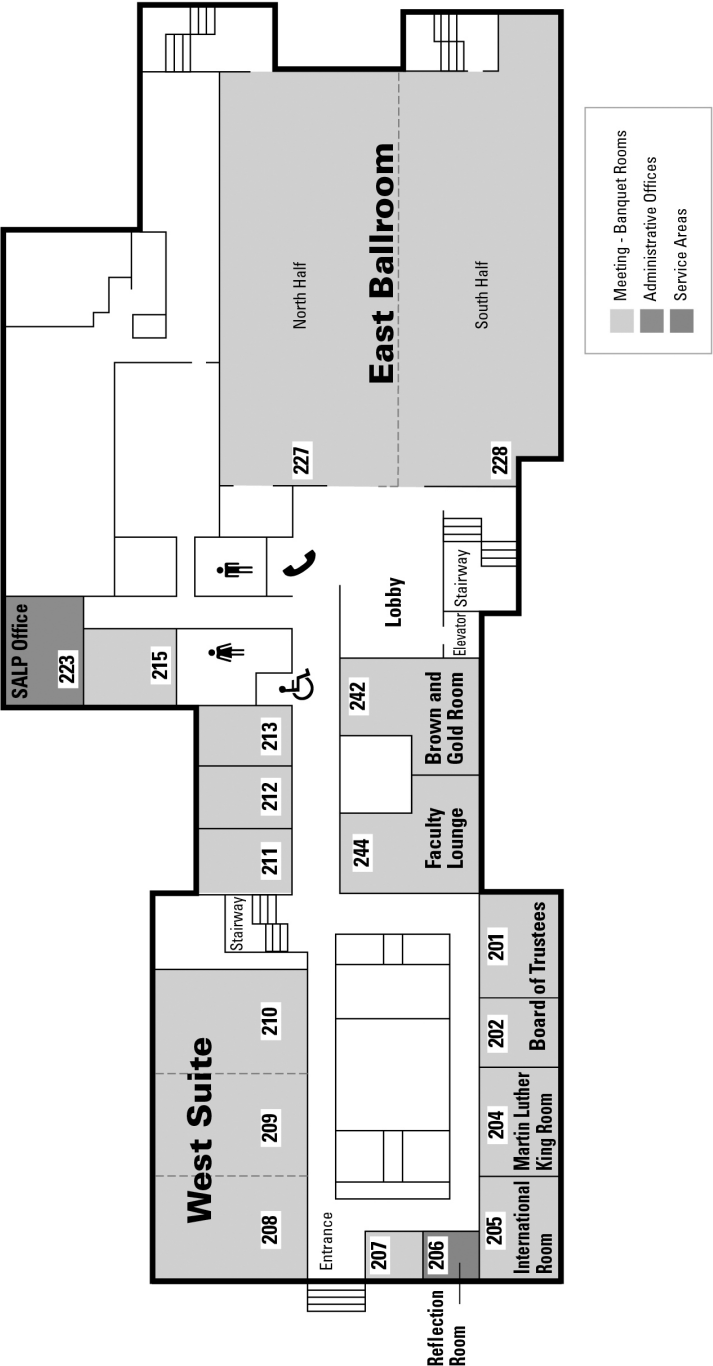 West Suite
208
209
210
Stairway
211
212
213
215
SALP Office
223
Entrance
207
206
Reflection
Room
205
International
Room
204
Martin Luther
King Room
202
201
Board of Trustees
244
Faculty
Lounge
242
Brown and
Gold Room
Elevator
Stairway
Lobby
East Ballroom
North Half
227
South Half
228
Meeting - Banquet Rooms
Administrative Offices
Service Areas